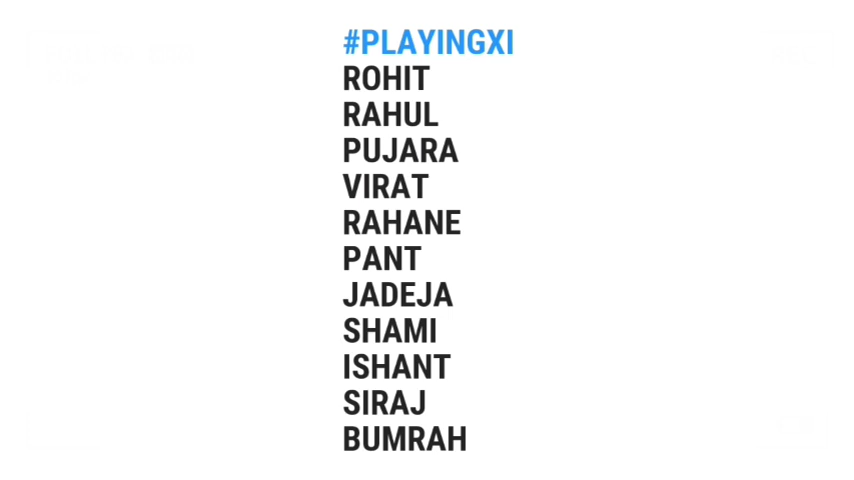 #PLAYINGXI
ROHIT
RAHUL
PUJARA
VIRAT
RAHANE
PANT
JADEJA
SHAMI
ISHANT
SIRAJ
BUMRAH